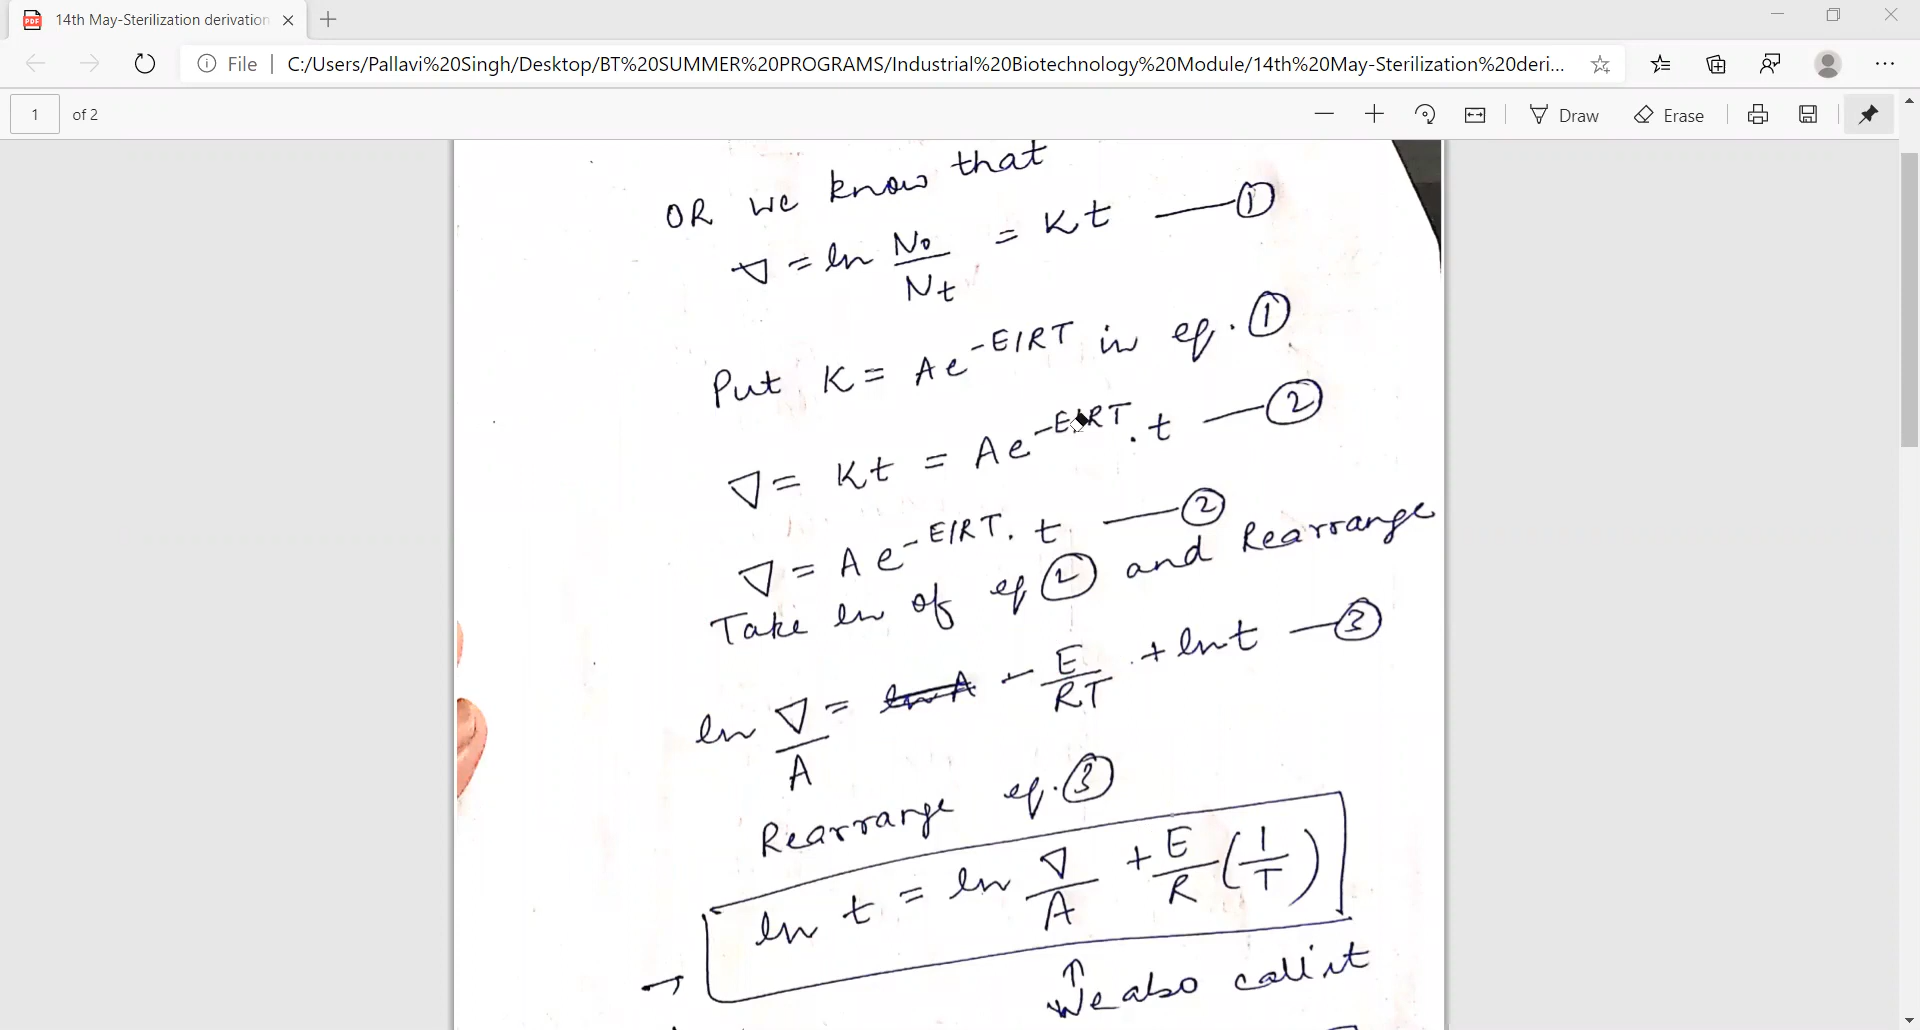 14th May-Sterilization derivation
File
C:/Users/Pallavi%20Singh/Desktop/BT%20SUMMER%20PROGRAMS/Industrial%20Biotechnology%20Module/14th%20May-Sterilization%20deri...
1 of 2
Draw
Erase
OR we know that
∇ = ln N₀/Nt = Kt — ①
Put K = Ae^-E/RT in eq. ①
∇ = Kt = Ae^-E/RT . t — ②
∇ = Ae^-E/RT . t — ②
Take ln of eq ② and Rearrange
ln ∇/A = ~~ln A~~ - E/RT + ln t — ③
Rearrange eq. ③
ln t = ln ∇/A + E/R (1/T)
→ ↑
We also call it